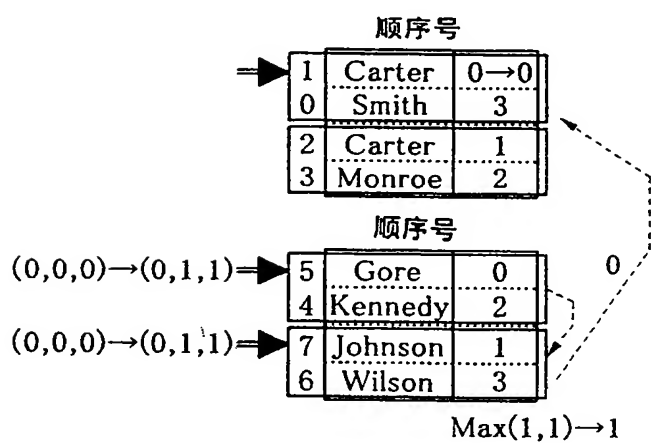 顺序号
1 Carter 0→0
0 Smith 3
2 Carter 1
3 Monroe 2
顺序号
(0,0,0)→(0,1,1) 5 Gore 0
0
4 Kennedy 2
(0,0,0)→(0,1,1) 7 Johnson 1
6 Wilson 3
Max(1,1)→1